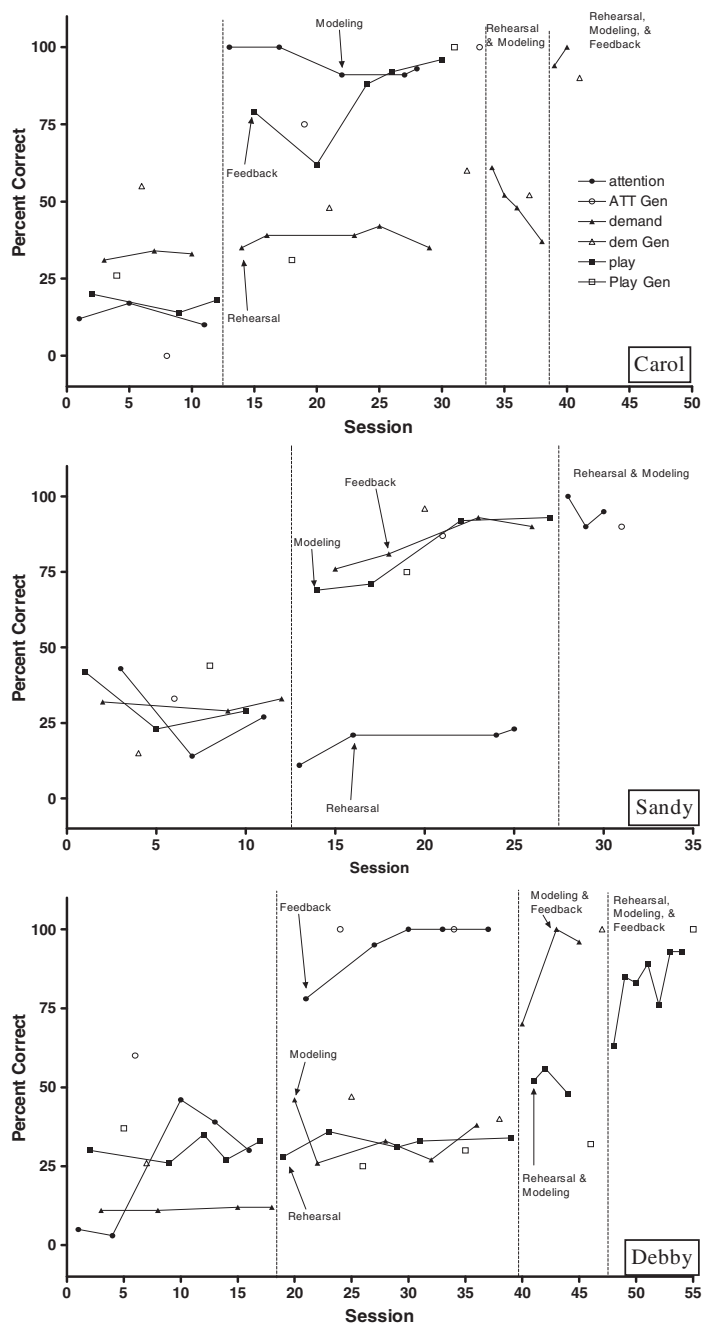 Modeling
Rehearsal
& Modeling
Rehearsal,
Modeling, &
Feedback
100
75
50
25
0
Percent Correct
Feedback
Rehearsal
attention
ATT Gen
demand
dem Gen
play
Play Gen
Carol
0 5 10 15 20 25 30 35 40 45 50
Session
Feedback
Rehearsal & Modeling
Modeling
100
75
50
25
0
Percent Correct
Rehearsal
Sandy
0 5 10 15 20 25 30 35
Session
Feedback
Modeling &
Feedback
Rehearsal,
Modeling, &
Feedback
100
75
50
25
0
Percent Correct
Modeling
Rehearsal
Rehearsal &
Modeling
Debby
0 5 10 15 20 25 30 35 40 45 50 55
Session